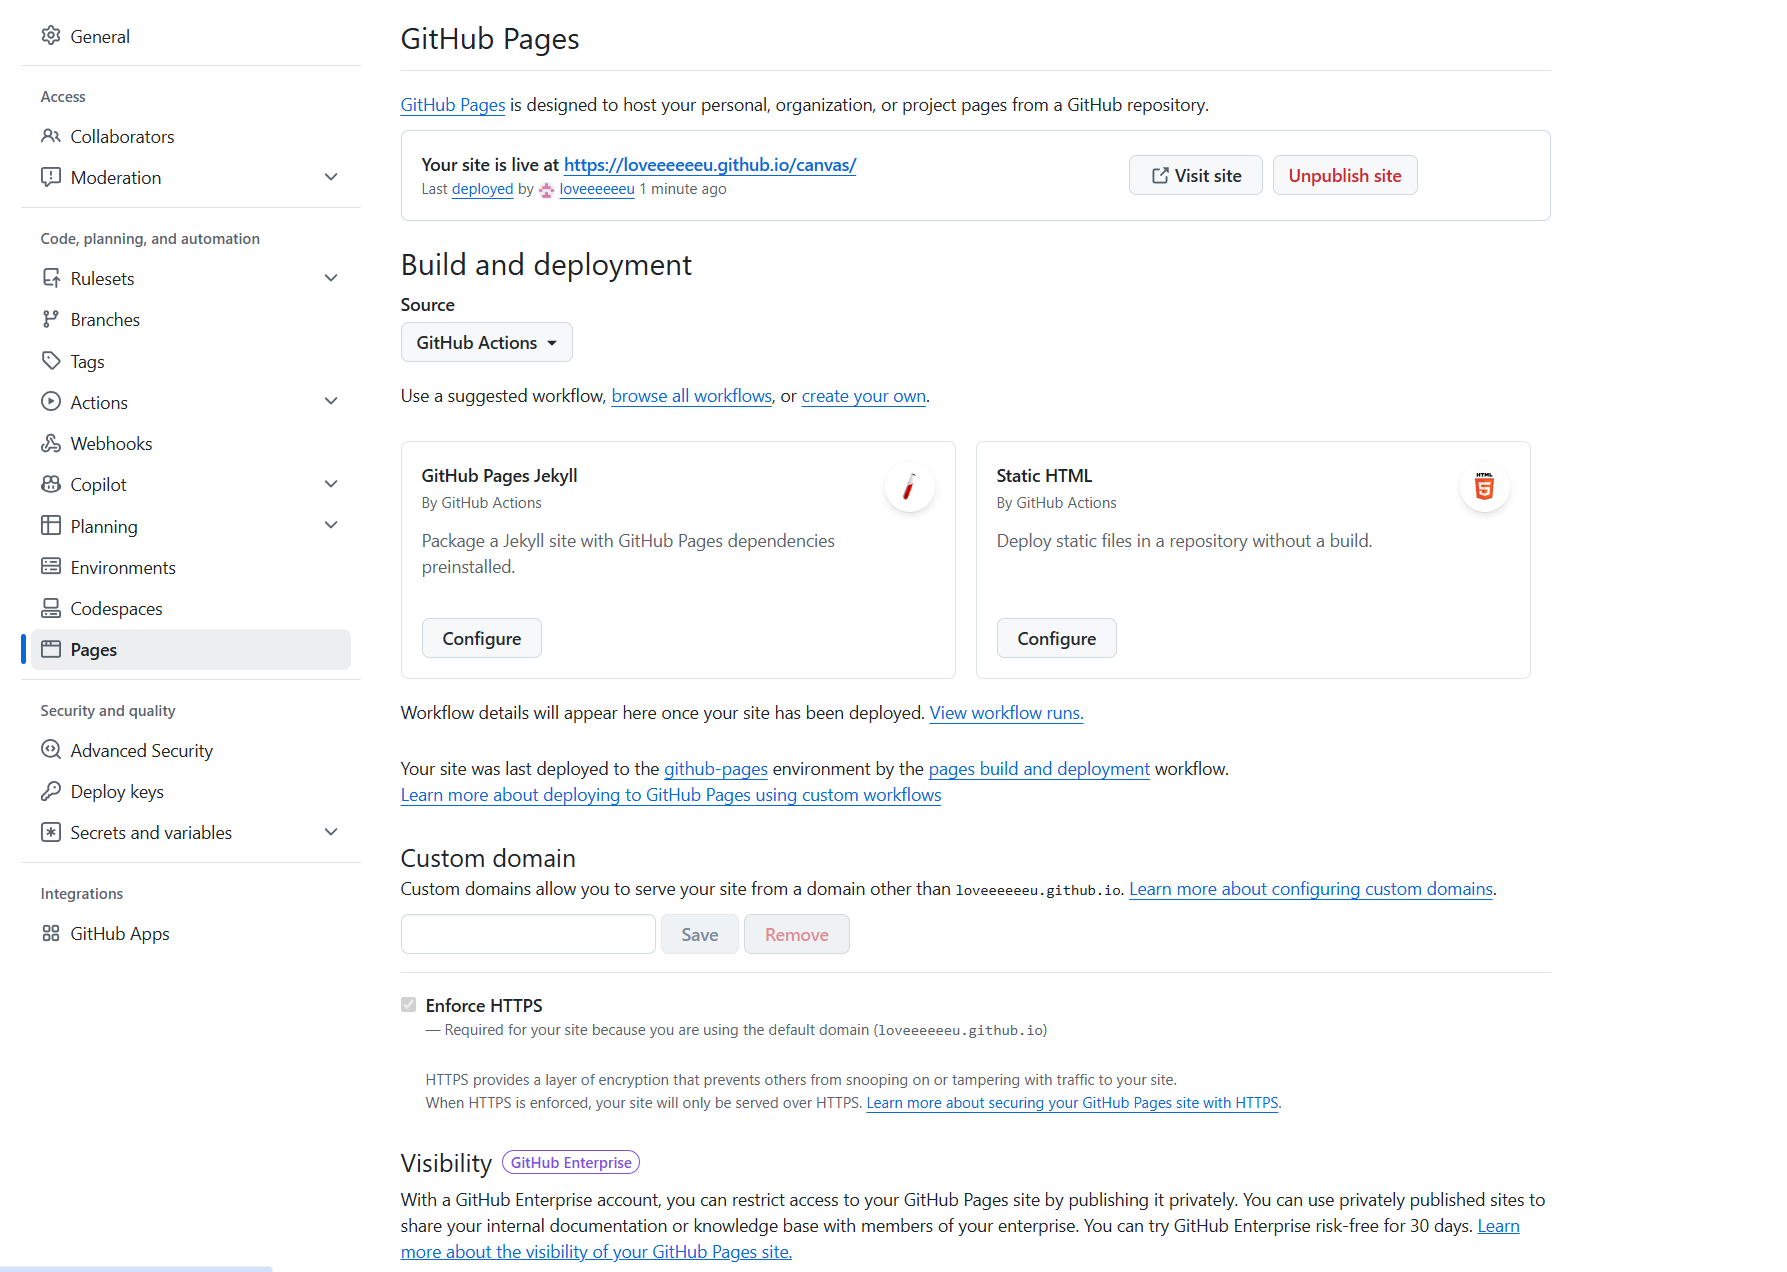 General
Access
Collaborators
Moderation
Code, planning, and automation
Rulesets
Branches
Tags
Actions
Webhooks
Copilot
Planning
Environments
Codespaces
Pages
Security and quality
Advanced Security
Deploy keys
Secrets and variables
Integrations
GitHub Apps
GitHub Pages
GitHub Pages is designed to host your personal, organization, or project pages from a GitHub repository.
Your site is live at https://loveeeeeeu.github.io/canvas/
Last deployed by loveeeeeeu 1 minute ago
Visit site
Unpublish site
Build and deployment
Source
GitHub Actions
Use a suggested workflow, browse all workflows, or create your own.
GitHub Pages Jekyll
By GitHub Actions
Package a Jekyll site with GitHub Pages dependencies
preinstalled.
Configure
Static HTML
By GitHub Actions
HTML
5
Deploy static files in a repository without a build.
Configure
Workflow details will appear here once your site has been deployed. View workflow runs.
Your site was last deployed to the github-pages environment by the pages build and deployment workflow.
Learn more about deploying to GitHub Pages using custom workflows
Custom domain
Custom domains allow you to serve your site from a domain other than loveeeeeeu.github.io. Learn more about configuring custom domains.
Save
Remove
Enforce HTTPS
— Required for your site because you are using the default domain (loveeeeeeu.github.io)
HTTPS provides a layer of encryption that prevents others from snooping on or tampering with traffic to your site.
When HTTPS is enforced, your site will only be served over HTTPS. Learn more about securing your GitHub Pages site with HTTPS.
Visibility GitHub Enterprise
With a GitHub Enterprise account, you can restrict access to your GitHub Pages site by publishing it privately. You can use privately published sites to
share your internal documentation or knowledge base with members of your enterprise. You can try GitHub Enterprise risk-free for 30 days. Learn
more about the visibility of your GitHub Pages site.